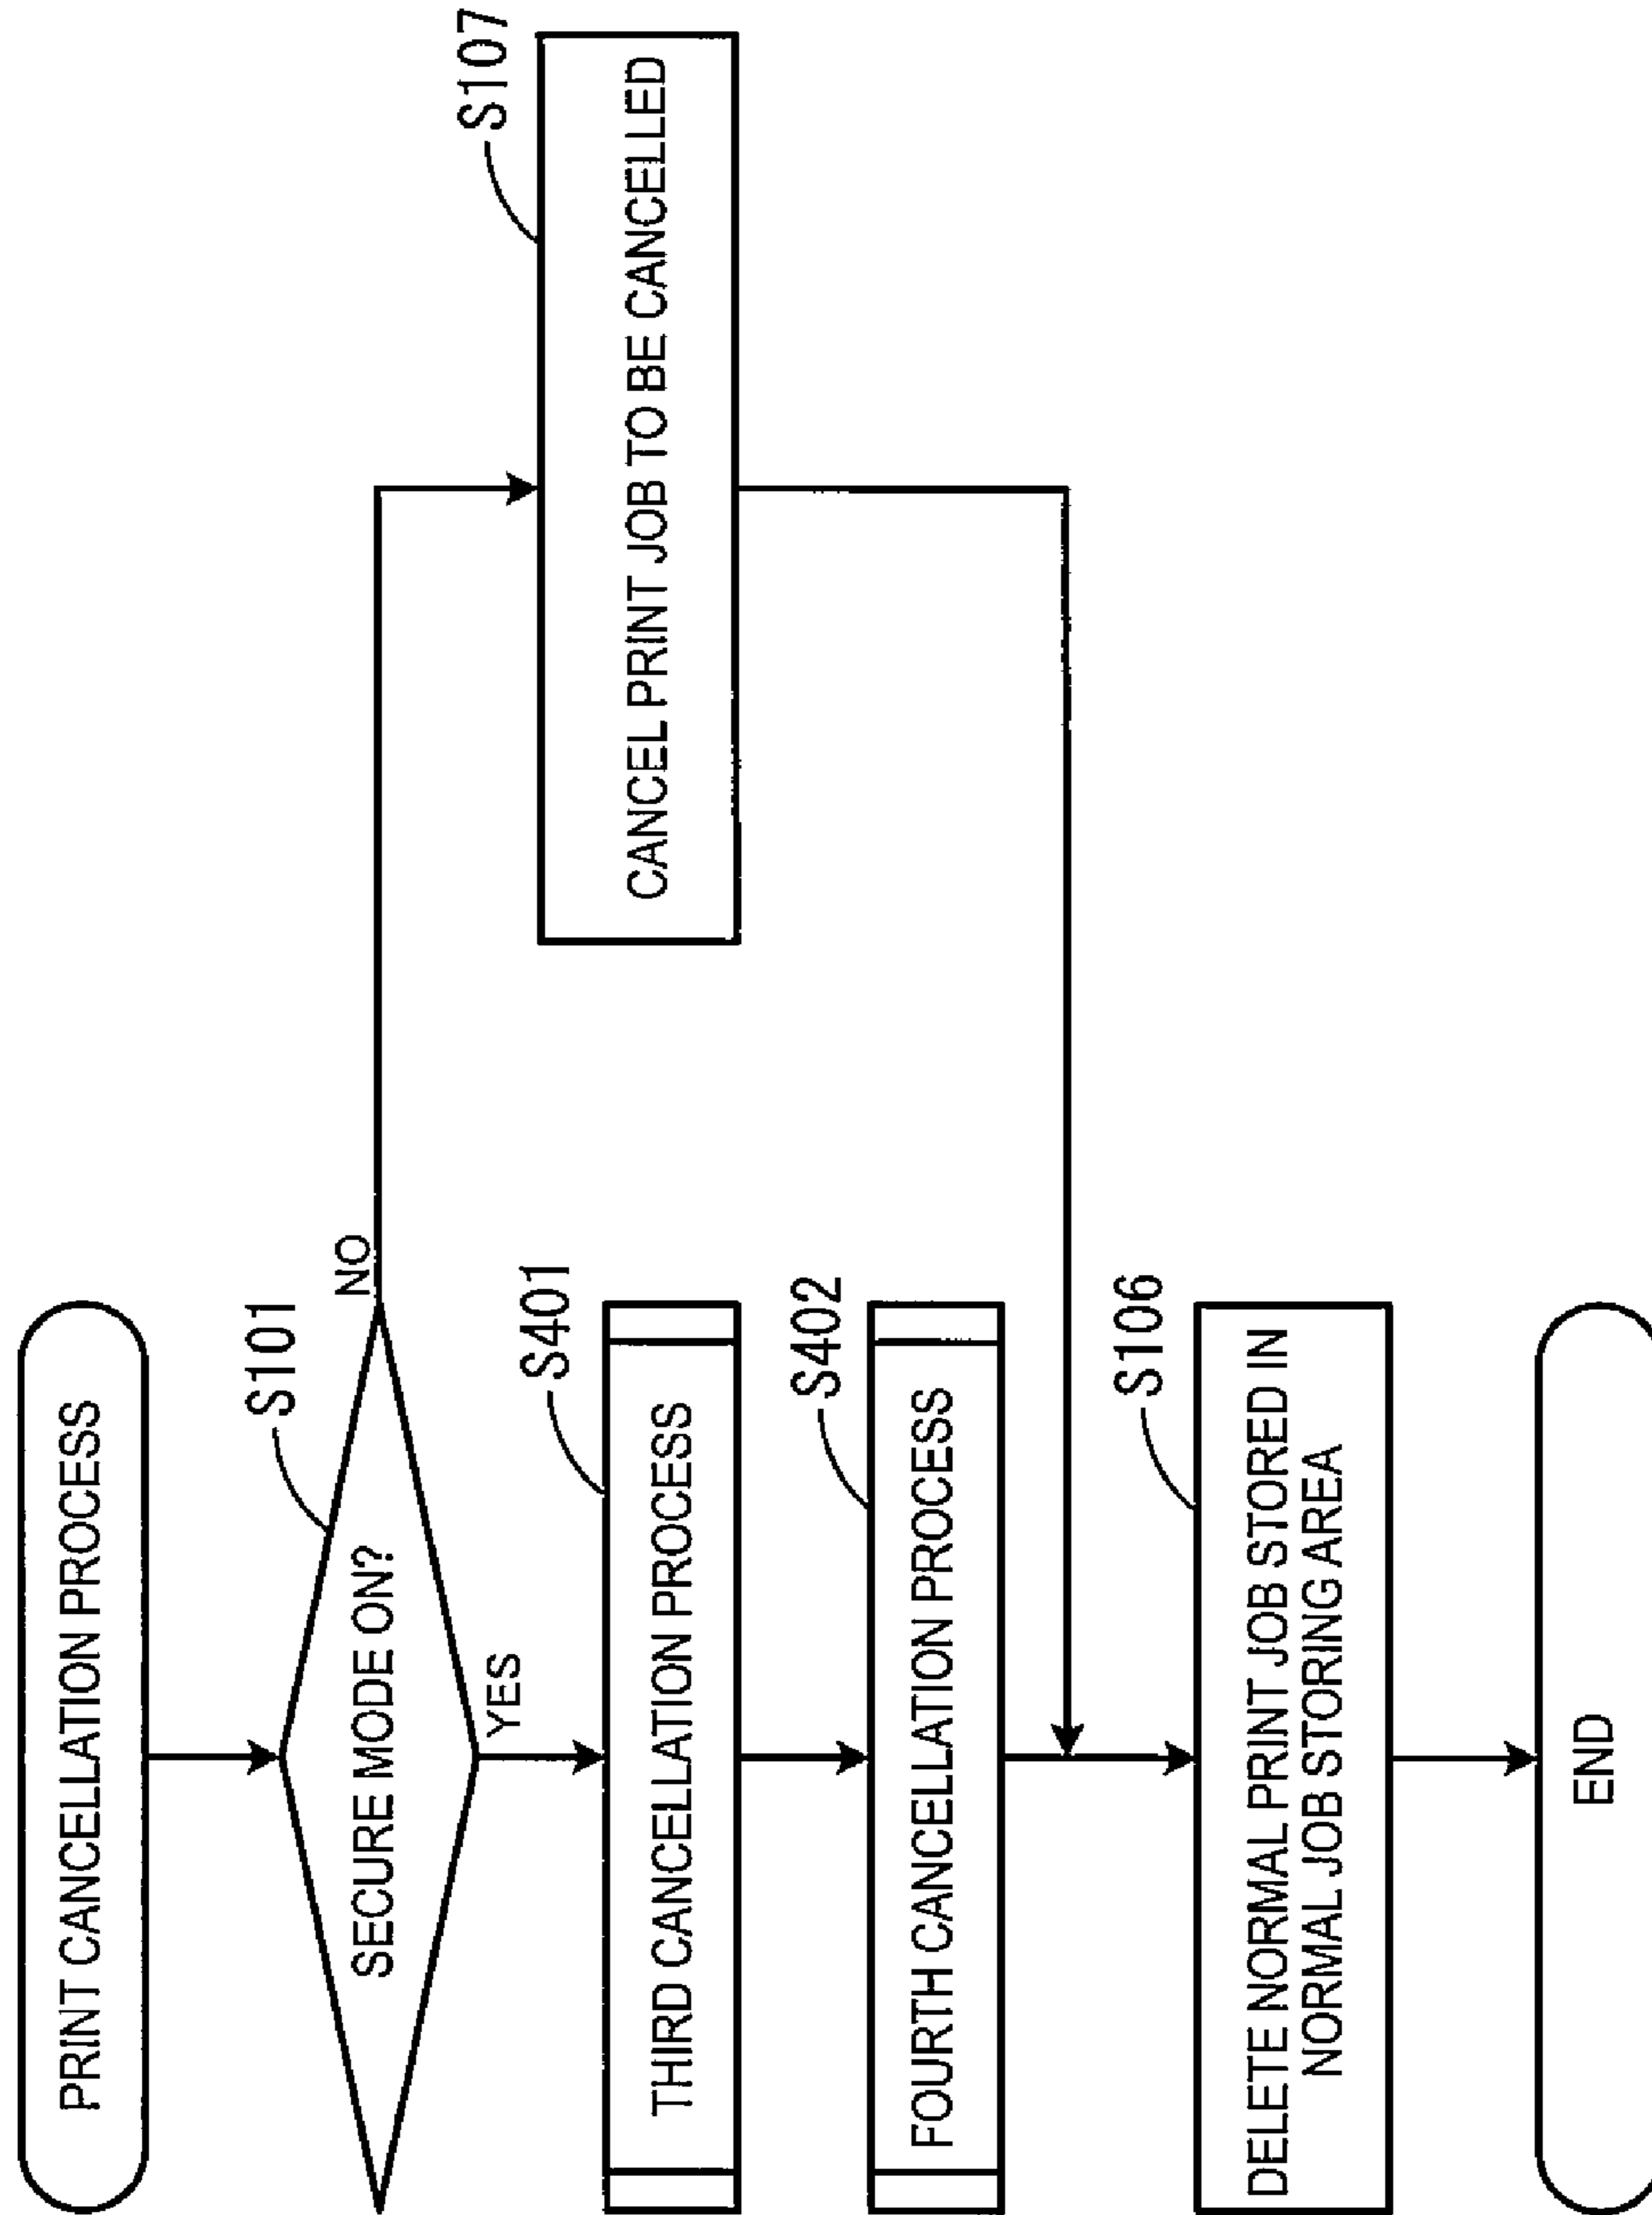 PRINT CANCELLATION PROCESS
S101
SECURE MODE ON?
NO
YES
S401
THIRD CANCELLATION PROCESS
S107
CANCEL PRINT JOB TO BE CANCELLED
S402
FOURTH CANCELLATION PROCESS
S106
DELETE NORMAL PRINT JOB STORED IN
NORMAL JOB STORING AREA
END